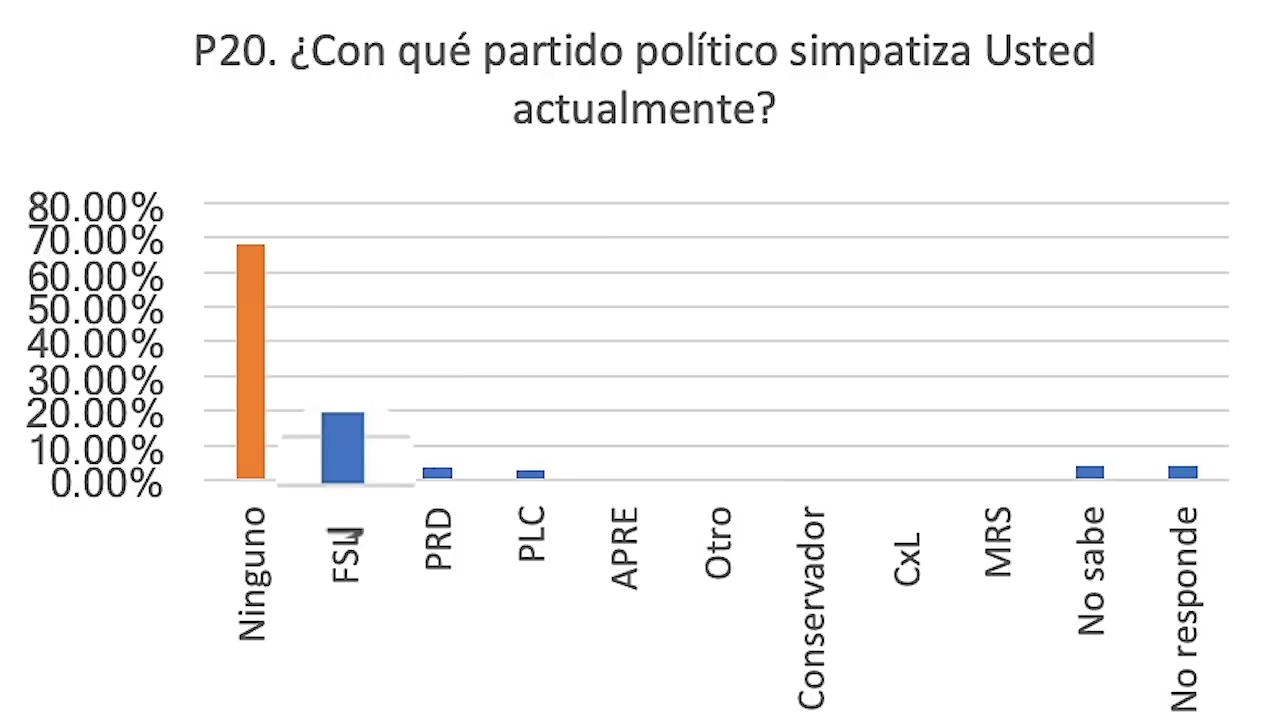 P20. ¿Con qué partido político simpatiza Usted
actualmente?
80.00%
70.00%
60.00%
50.00%
40.00%
30.00%
20.00%
10.00%
0.00%
Ninguno
PRD
PLC
APRE
Otro
Conservador
CxL
MRS
No sabe
No responde